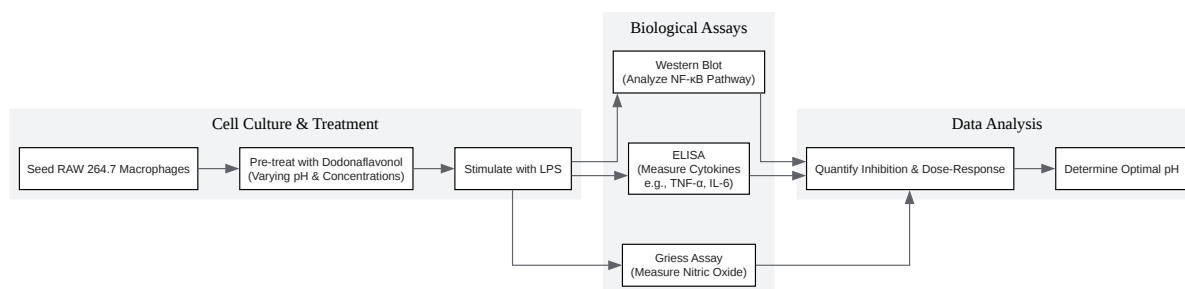 Cell Culture & Treatment
Seed RAW 264.7 Macrophages
Pre-treat with Dodonaflavonol
(Varying pH & Concentrations)
Stimulate with LPS
Biological Assays
Western Blot
(Analyze NF-κB Pathway)
ELISA
(Measure Cytokines
e.g., TNF-α, IL-6)
Griess Assay
(Measure Nitric Oxide)
Data Analysis
Quantify Inhibition & Dose-Response
Determine Optimal pH